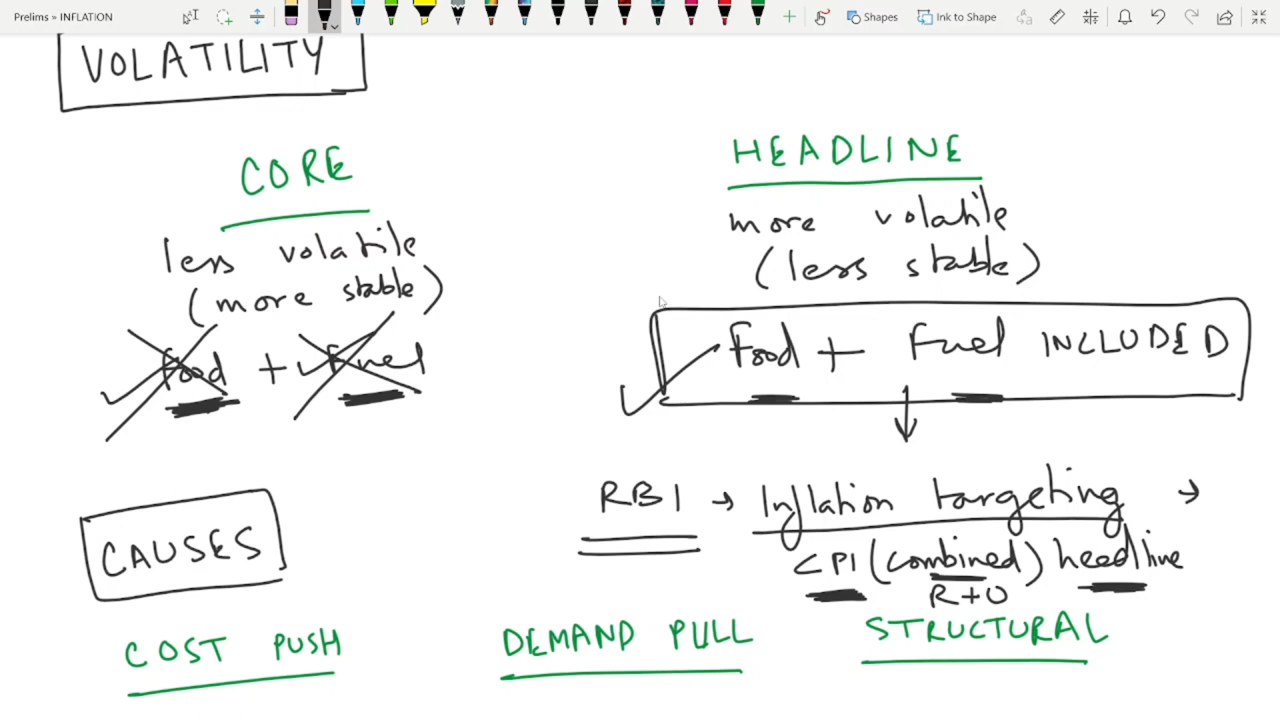 Prelims » INFLATION
Shapes
Ink to Shape
VOLATILITY
CORE
less volatile
(more stable)
Food + Fuel
HEADLINE
more volatile
(less stable)
Food + Fuel INCLUDED
RBI → Inflation targeting →
CPI (combined) headline
R+U
CAUSES
COST PUSH
DEMAND PULL
STRUCTURAL